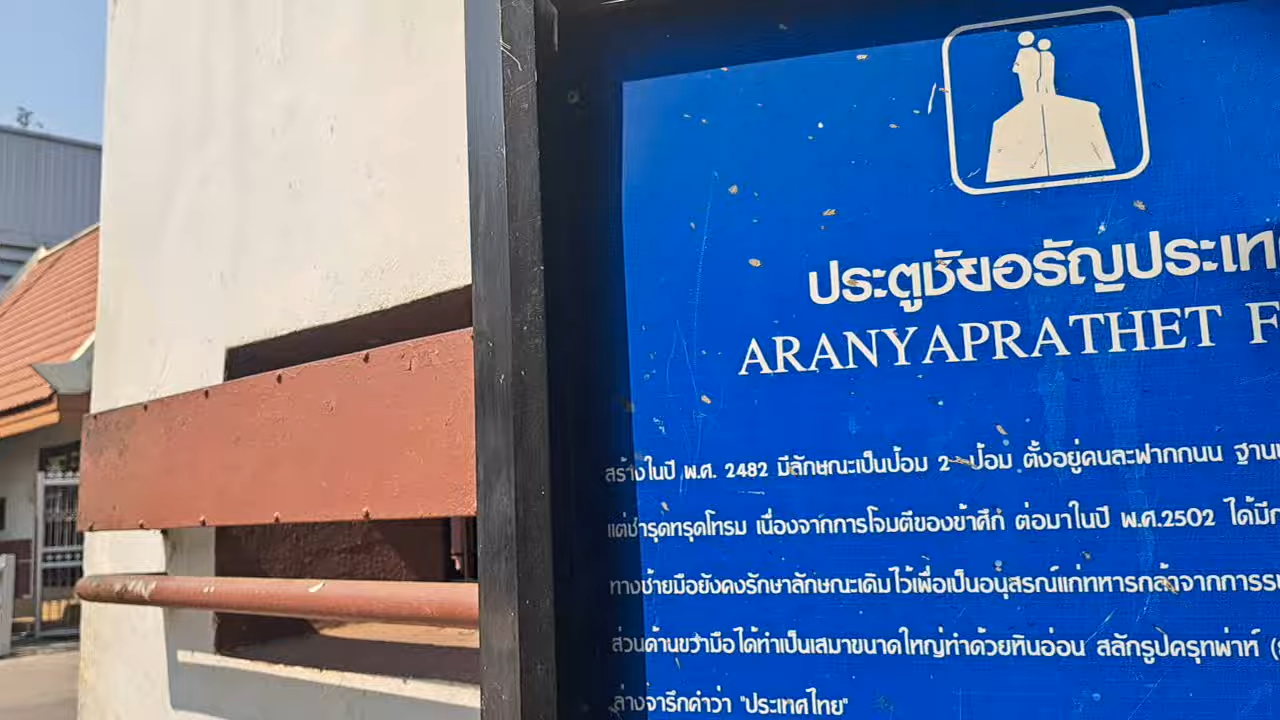 ประตูชัยอรัญประเท
ARANYAPRATHET F
สร้างในปี พ.ศ. 2482 มีลักษณะเป็นป้อม 2 ป้อม ตั้งอยู่คนละฟากถนน ฐาน
แต่ชำรุดทรุดโทรม เนื่องจากการโจมตีของข้าศึก ต่อมาในปี พ.ศ.2502 ได้มี
ทางซ้ายมือยังคงรักษาลักษณะเดิมไว้เพื่อเป็นอนุสรณ์แก่ทหารกล้าจากการร
ส่วนด้านขวามือได้ทำเป็นเสมาขนาดใหญ่ทำด้วยหินอ่อน สลักรูปครุฑพ่าห์ (
ล่างจารึกคำว่า "ประเทศไทย"